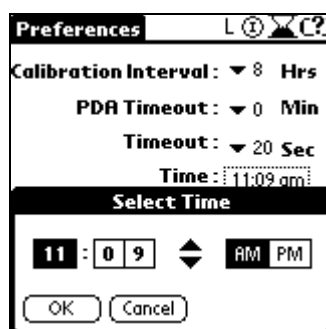 Preferences L
Calibration Interval: 8 Hrs
PDA Timeout: 0 Min
Timeout: 20 Sec
Time: 11:09 am
Select Time
11 : 0 9 AM PM
OK Cancel